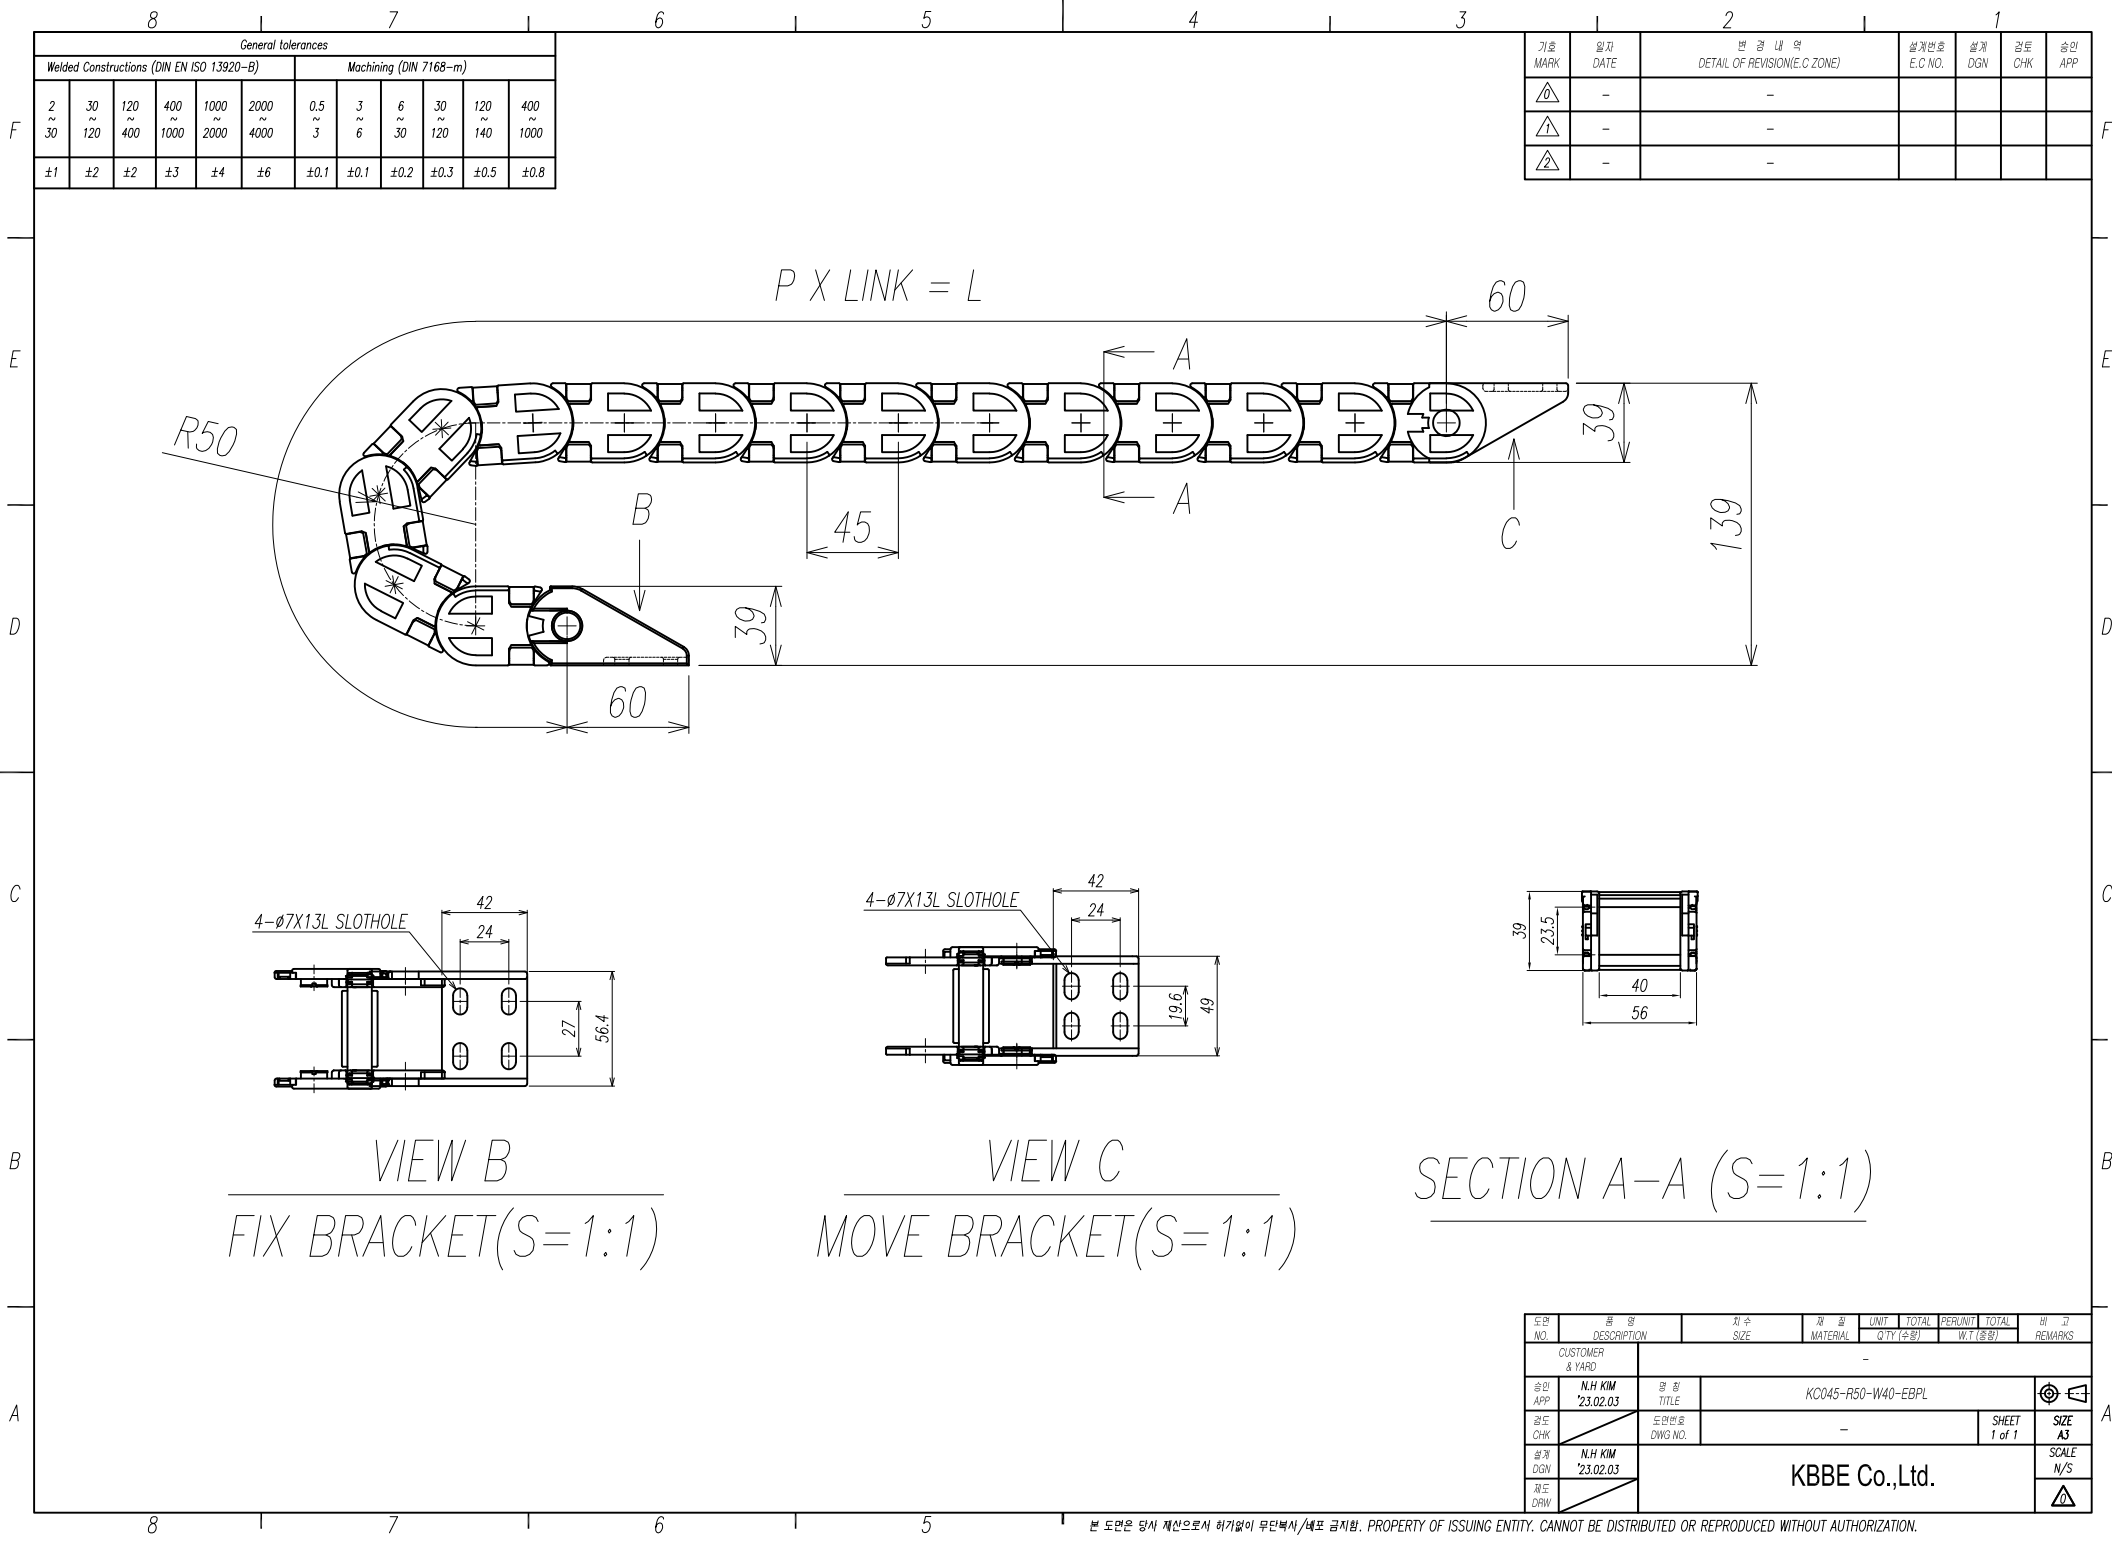 8 7 6 5 4 3 2 1
General tolerances
Welded Constructions (DIN EN ISO 13920-B) Machining (DIN 7168-m)
2 ~ 30 30 ~ 120 120 ~ 400 400 ~ 1000 1000 ~ 2000 2000 ~ 4000 0.5 ~ 3 3 ~ 6 6 ~ 30 30 ~ 120 120 ~ 140 400 ~ 1000
±1 ±2 ±2 ±3 ±4 ±6 ±0.1 ±0.1 ±0.2 ±0.3 ±0.5 ±0.8
기호 일자 변 경 내 역 설계번호 설계 검토 승인
MARK DATE DETAIL OF REVISION(E.C ZONE) E.C NO. DGN CHK APP
0 - -
1 - -
2 - -
F F
P X LINK = L
60
E E
A
R50
39
B
A
45
C
139
D D
39
60
C C
4-ø7X13L SLOTHOLE
42
24
27
56.4
VIEW B
FIX BRACKET(S=1:1)
4-ø7X13L SLOTHOLE
42
24
19.6
49
VIEW C
MOVE BRACKET(S=1:1)
39
23.5
40
56
SECTION A-A (S=1:1)
B B
A A
도면 품 명 치 수 재 질 UNIT TOTAL PERUNIT TOTAL 비 고
NO. DESCRIPTION SIZE MATERIAL Q'TY (수량) W.T (중량) REMARKS
CUSTOMER
& YARD -
승인 N.H KIM 명 칭
APP '23.02.03 TITLE KC045-R50-W40-EBPL
검도 도면번호 SHEET SIZE
CHK DWG NO. - 1 of 1 A3
설계 N.H KIM SCALE
DGN '23.02.03 N/S
KBBE Co.,Ltd.
제도
DRW 0
8 7 6 5
본 도면은 당사 재산으로서 허가없이 무단복사/배포 금지함. PROPERTY OF ISSUING ENTITY. CANNOT BE DISTRIBUTED OR REPRODUCED WITHOUT AUTHORIZATION.